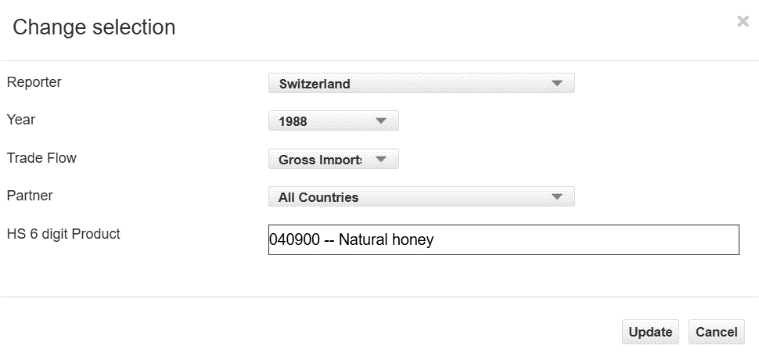 Change selection ×
Reporter Switzerland
Year 1988
Trade Flow Gross Imports
Partner All Countries
HS 6 digit Product 040900 -- Natural honey
Update Cancel